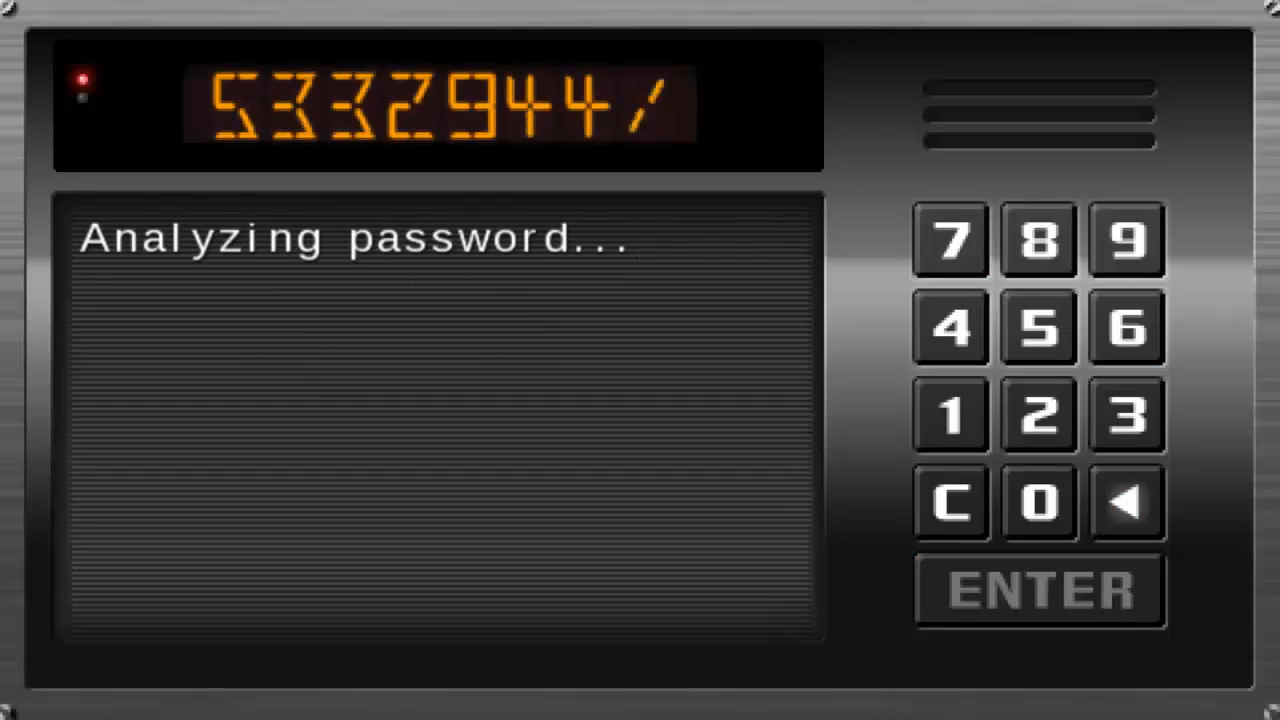 5332944/
Analyzing password...
7 8 9
4 5 6
1 2 3
C 0 ◀
ENTER